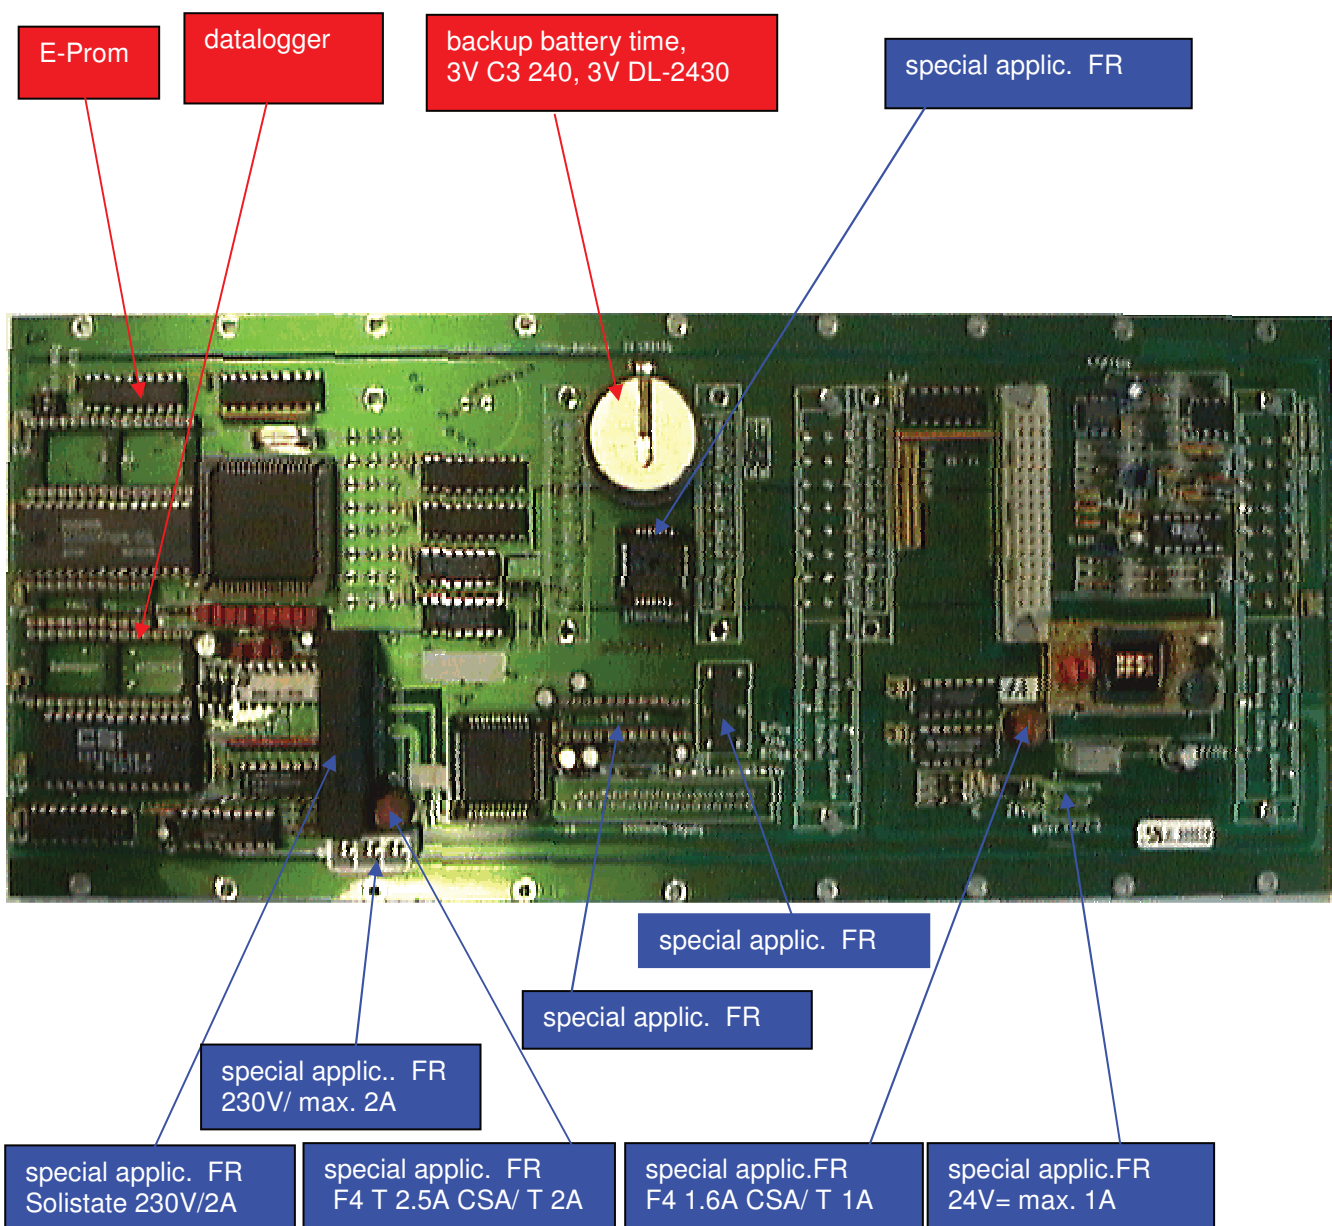 E-Prom
datalogger
backup battery time,
3V C3 240, 3V DL-2430
special applic. FR
special applic. FR
special applic. FR
special applic.. FR
230V/ max. 2A
special applic. FR
Solistate 230V/2A
special applic. FR
F4 T 2.5A CSA/ T 2A
special applic.FR
F4 1.6A CSA/ T 1A
special applic.FR
24V= max. 1A